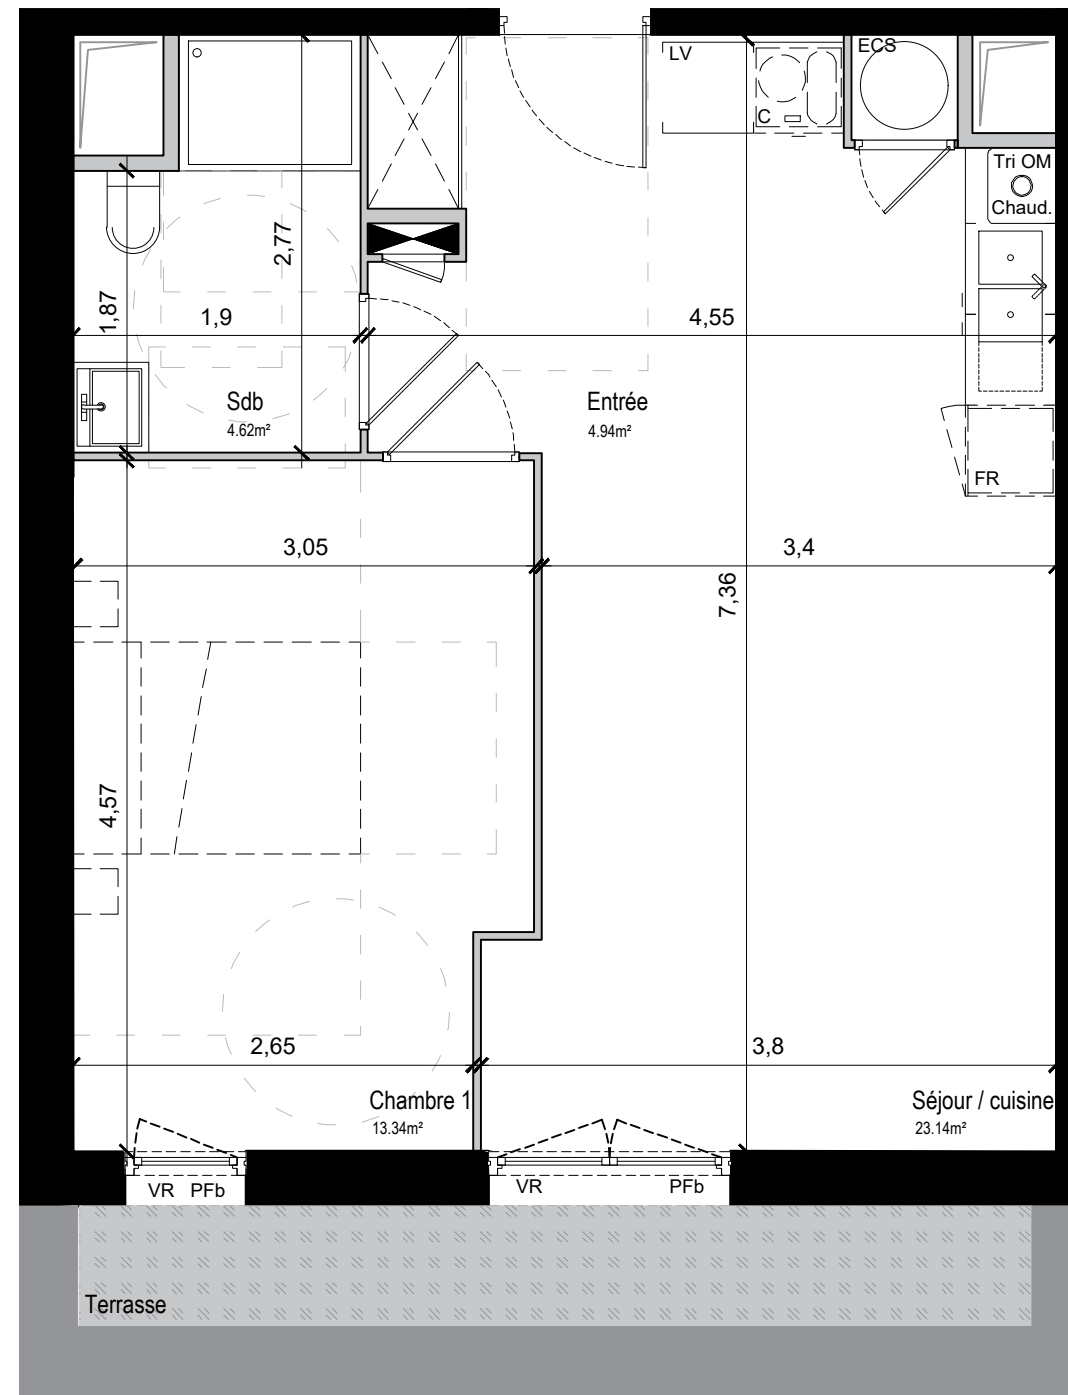 LV
ECS
C
Tri OM
Chaud.
2,77
1,87
1,9
4,55
Sdb
4.62m²
Entrée
4.94m²
FR
3,05
3,4
7,36
4,57
2,65
3,8
Chambre 1
13.34m²
Séjour / cuisine
23.14m²
VR PFb
VR PFb
Terrasse